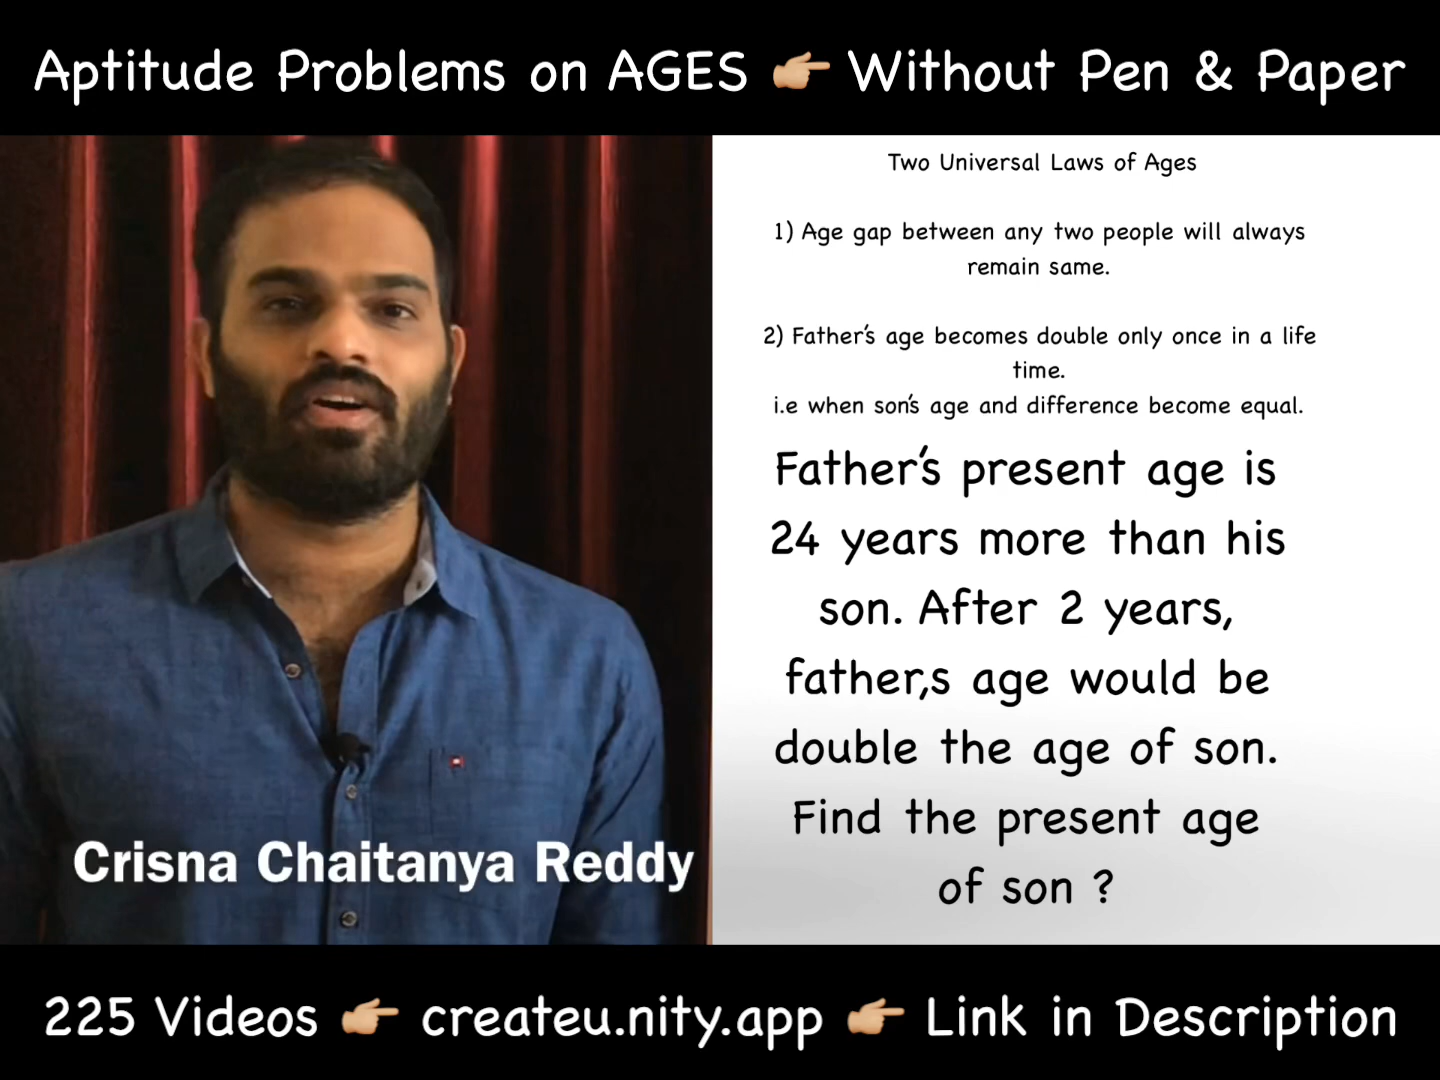 Aptitude Problems on AGES 👉🏼 Without Pen & Paper
Two Universal Laws of Ages
1) Age gap between any two people will always
remain same.
2) Father's age becomes double only once in a life
time.
i.e when son's age and difference become equal.
Father's present age is
24 years more than his
son. After 2 years,
father,s age would be
double the age of son.
Find the present age
of son ?
Crisna Chaitanya Reddy
225 Videos 👉🏼 createu.nity.app 👉🏼 Link in Description